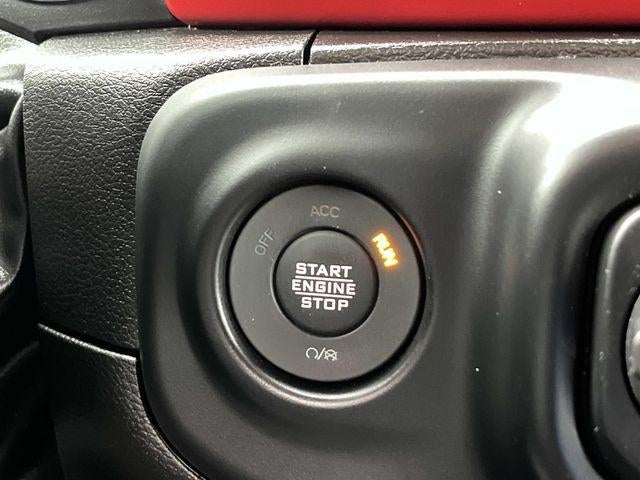 ACC
OFF
RUN
START
ENGINE
STOP